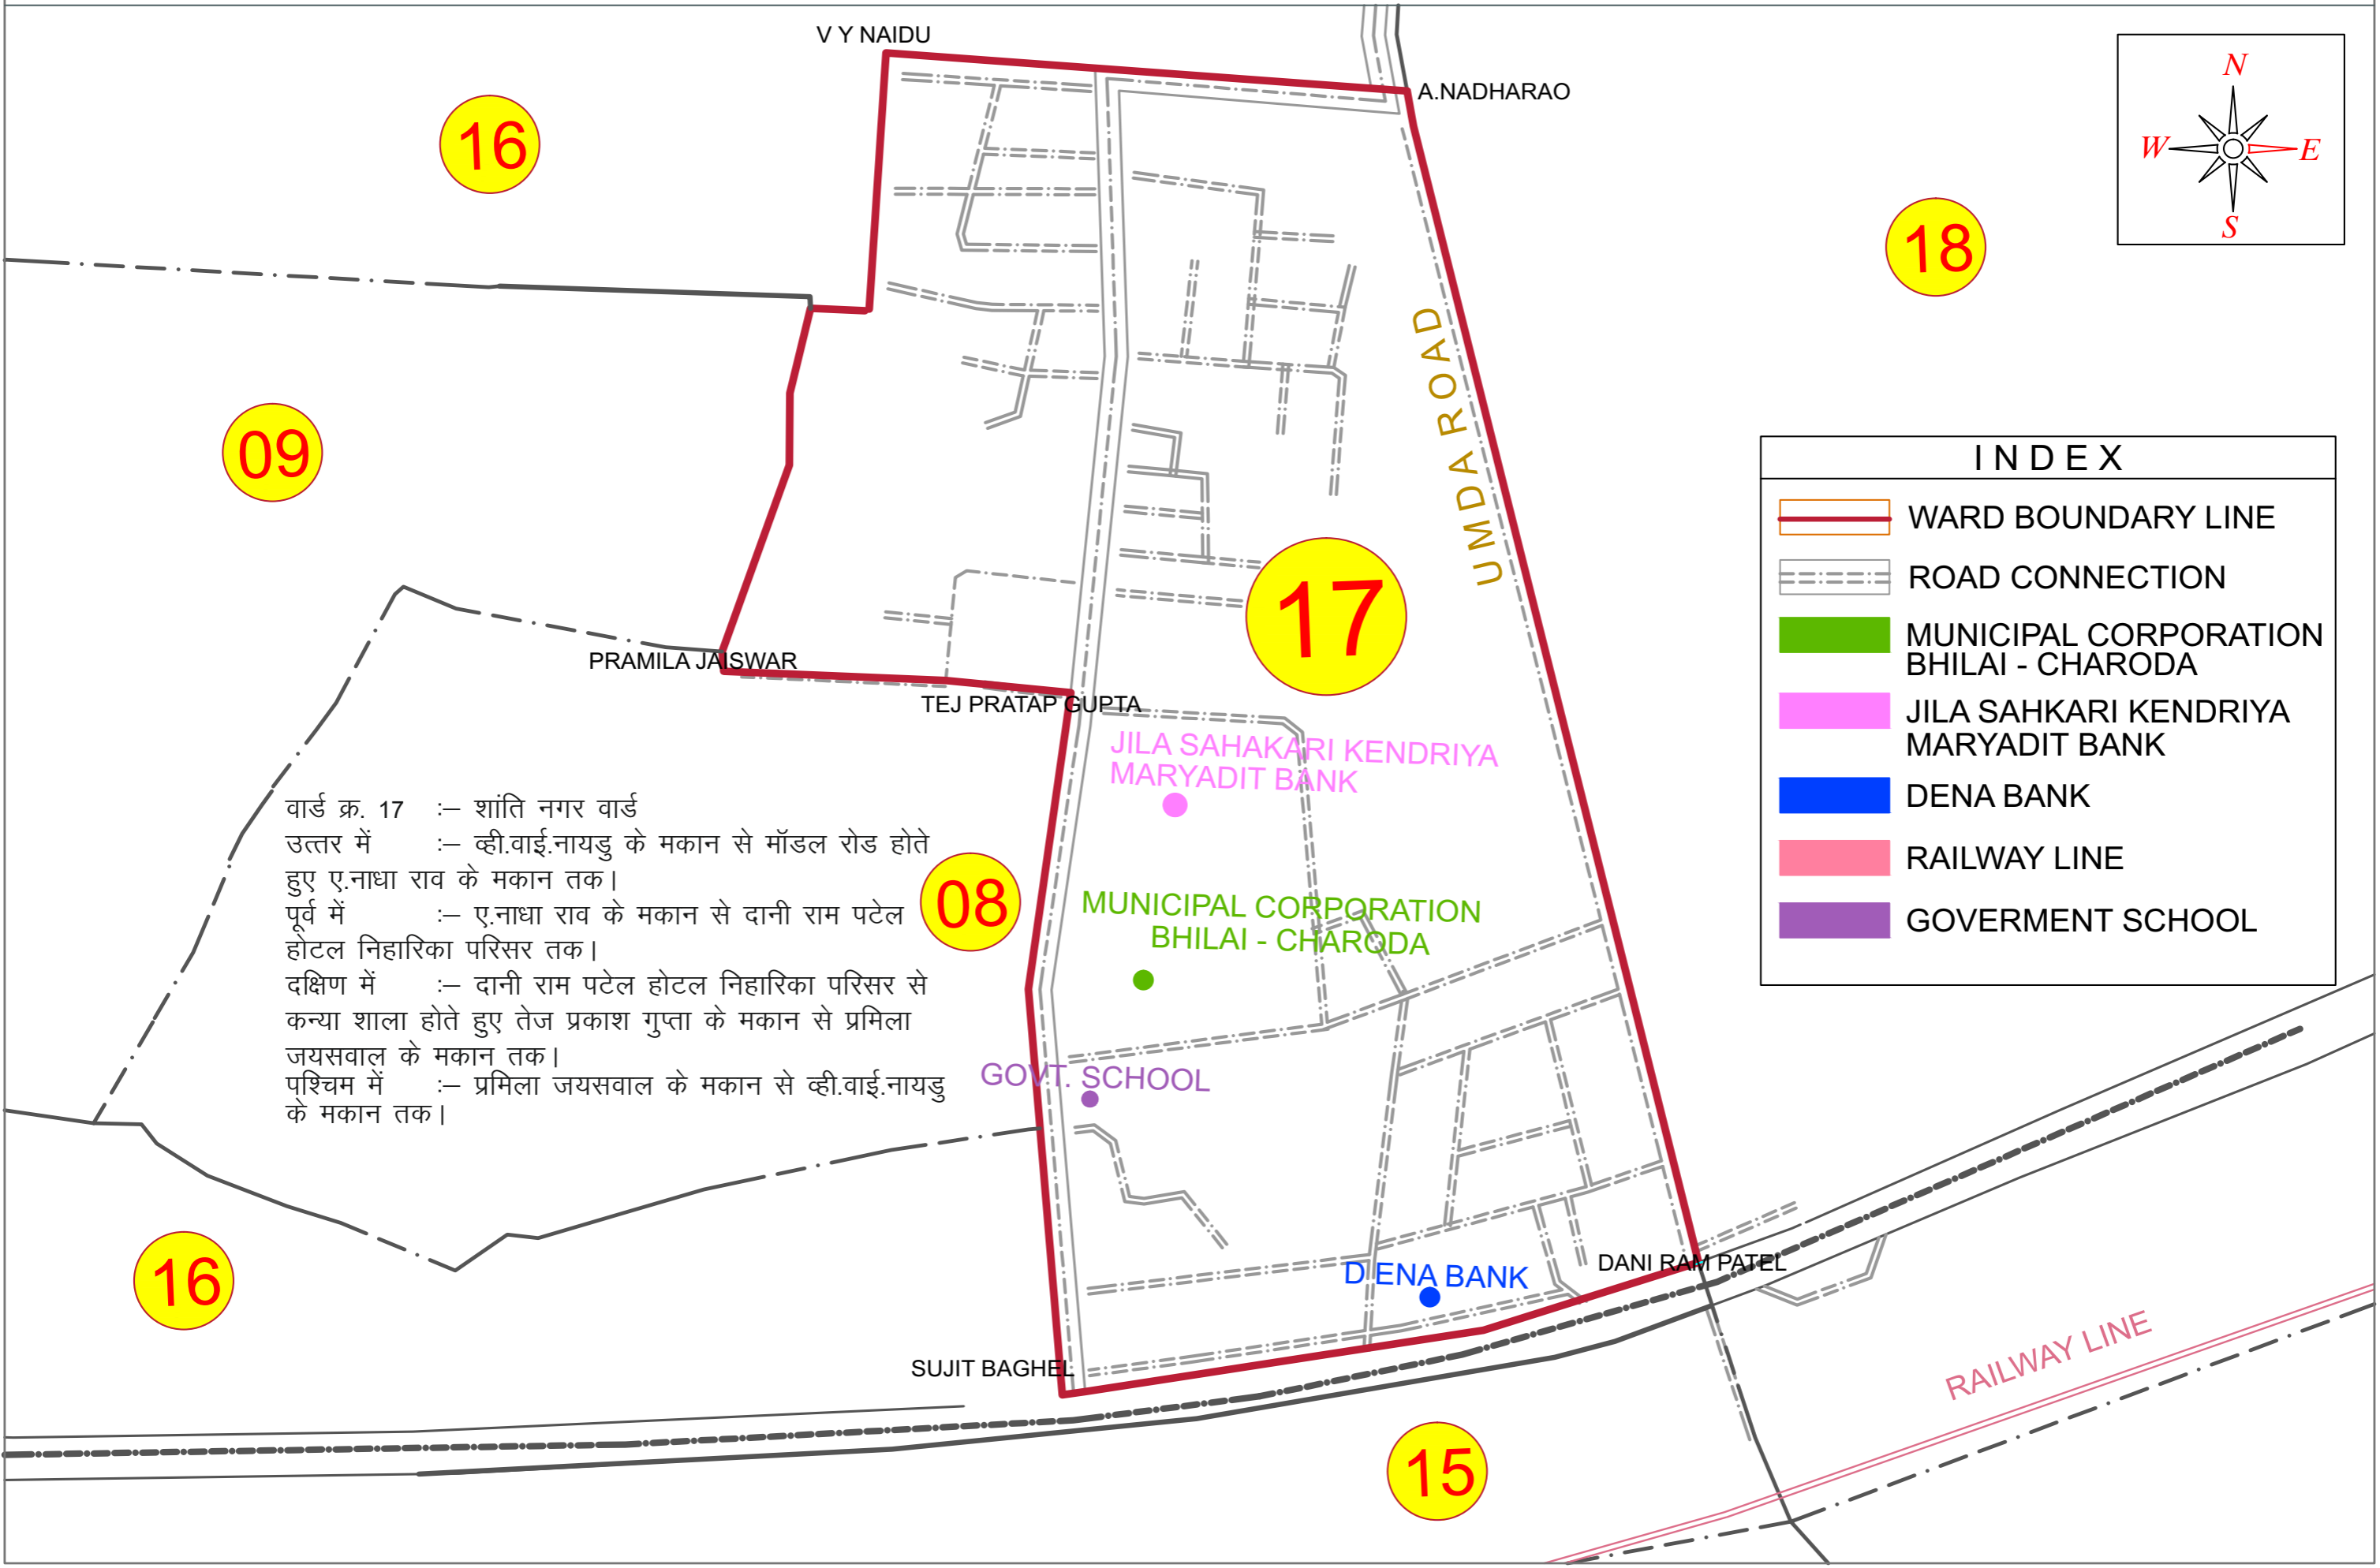 V Y NAIDU
A.NADHARAO
N
W
E
S
16
18
09
UMDA ROAD
INDEX
WARD BOUNDARY LINE
ROAD CONNECTION
MUNICIPAL CORPORATION
BHILAI - CHARODA
JILA SAHKARI KENDRIYA
MARYADIT BANK
DENA BANK
RAILWAY LINE
GOVERMENT SCHOOL
17
PRAMILA JAISWAR
TEJ PRATAP GUPTA
JILA SAHAKARI KENDRIYA
MARYADIT BANK
वार्ड क्र. 17 :– शांति नगर वार्ड
उत्तर में :– व्ही.वाई.नायडु के मकान से मॉडल रोड होते
हुए ए.नाधा राव के मकान तक।
पूर्व में :– ए.नाधा राव के मकान से दानी राम पटेल
होटल निहारिका परिसर तक।
दक्षिण में :– दानी राम पटेल होटल निहारिका परिसर से
कन्या शाला होते हुए तेज प्रकाश गुप्ता के मकान से प्रमिला
जयसवाल के मकान तक।
पश्चिम में :– प्रमिला जयसवाल के मकान से व्ही.वाई.नायडु
के मकान तक।
08
MUNICIPAL CORPORATION
BHILAI - CHARODA
GOVT. SCHOOL
16
D ENA BANK
DANI RAM PATEL
SUJIT BAGHEL
RAILWAY LINE
15